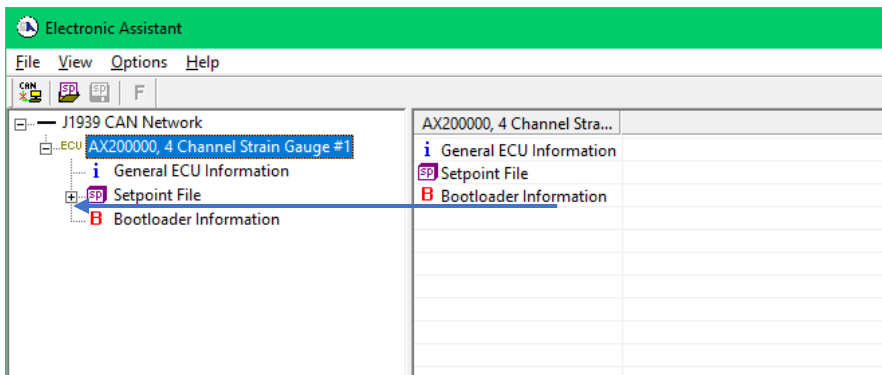 Electronic Assistant
File View Options Help
CAN SP SP F
J1939 CAN Network
ECU AX200000, 4 Channel Strain Gauge #1
i General ECU Information
SP Setpoint File
B Bootloader Information
AX200000, 4 Channel Stra...
i General ECU Information
SP Setpoint File
B Bootloader Information